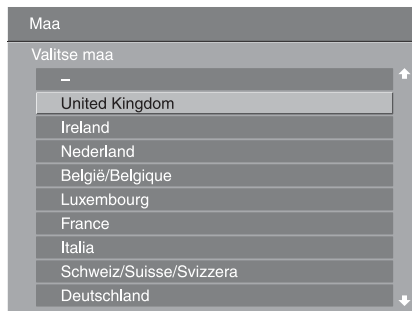 Maa
Valitse maa
–
United Kingdom
Ireland
Nederland
België/Belgique
Luxembourg
France
Italia
Schweiz/Suisse/Svizzera
Deutschland